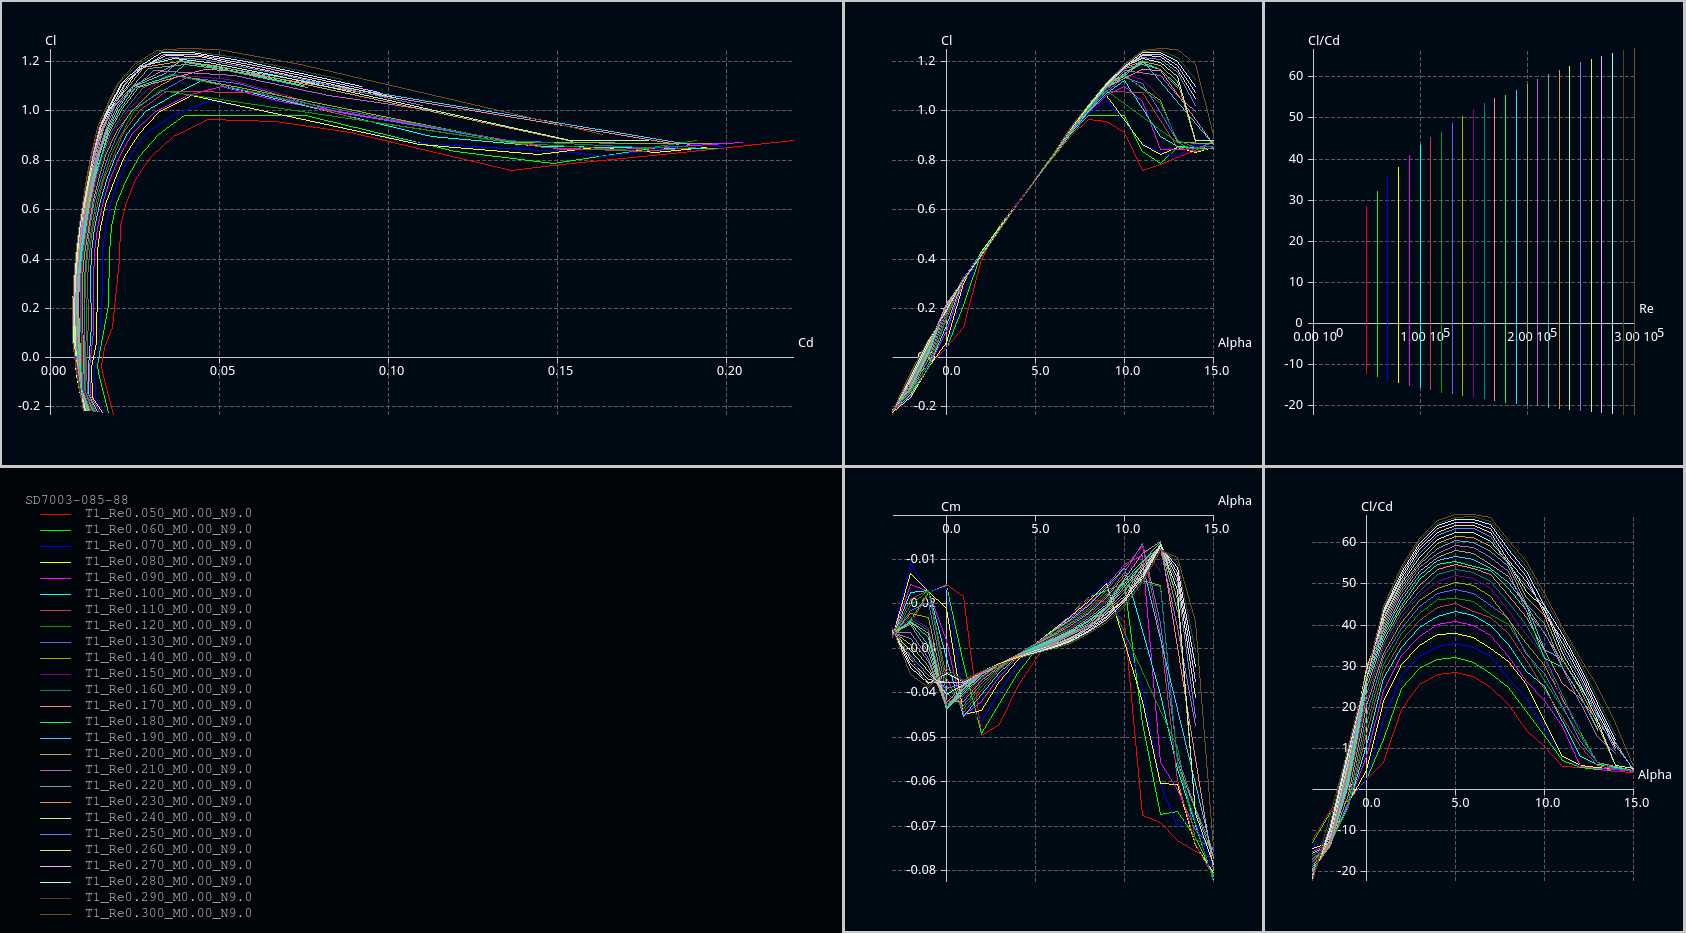 Cl
1.2
1.0
0.8
0.6
0.4
0.2
0.0
Cd
0.00 0.05 0.10 0.15 0.20
-0.2
Cl
1.2
1.0
0.8
0.6
0.4
0.2
Alpha
0.0 5.0 10.0 15.0
-0.2
Cl/Cd
60
50
40
30
20
10
Re
0
0.00 10⁰ 1.00 10⁵ 2.00 10⁵ 3.00 10⁵
-10
-20
SD7003-085-88
T1_Re0.050_M0.00_N9.0
T1_Re0.060_M0.00_N9.0
T1_Re0.070_M0.00_N9.0
T1_Re0.080_M0.00_N9.0
T1_Re0.090_M0.00_N9.0
T1_Re0.100_M0.00_N9.0
T1_Re0.110_M0.00_N9.0
T1_Re0.120_M0.00_N9.0
T1_Re0.130_M0.00_N9.0
T1_Re0.140_M0.00_N9.0
T1_Re0.150_M0.00_N9.0
T1_Re0.160_M0.00_N9.0
T1_Re0.170_M0.00_N9.0
T1_Re0.180_M0.00_N9.0
T1_Re0.190_M0.00_N9.0
T1_Re0.200_M0.00_N9.0
T1_Re0.210_M0.00_N9.0
T1_Re0.220_M0.00_N9.0
T1_Re0.230_M0.00_N9.0
T1_Re0.240_M0.00_N9.0
T1_Re0.250_M0.00_N9.0
T1_Re0.260_M0.00_N9.0
T1_Re0.270_M0.00_N9.0
T1_Re0.280_M0.00_N9.0
T1_Re0.290_M0.00_N9.0
T1_Re0.300_M0.00_N9.0
Cm Alpha
0.0 5.0 10.0 15.0
-0.01
-0.02
-0.03
-0.04
-0.05
-0.06
-0.07
-0.08
Cl/Cd
60
50
40
30
20
10
Alpha
0.0 5.0 10.0 15.0
-10
-20